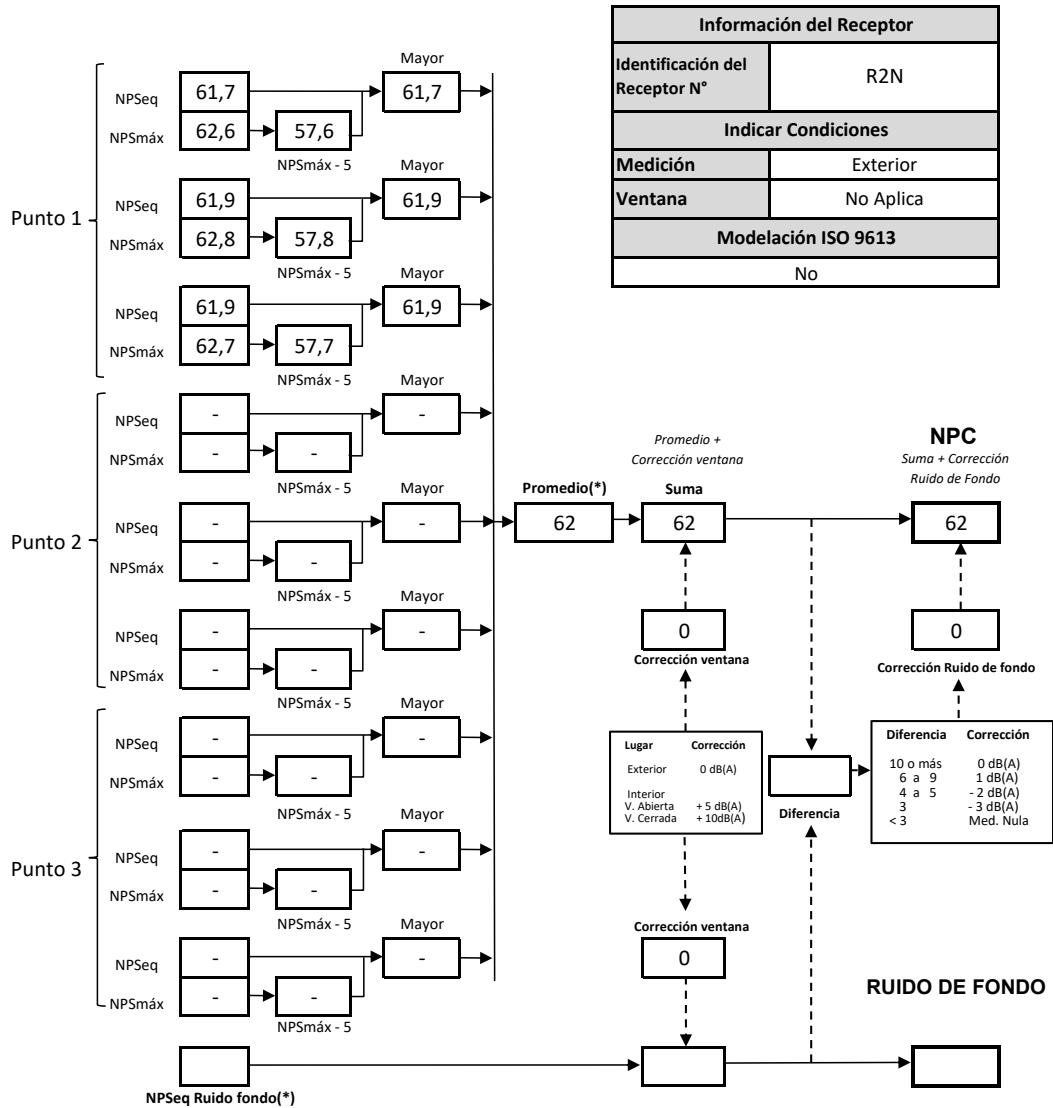 Información del Receptor
Identificación del Receptor N° R2N
Indicar Condiciones
Medición Exterior
Ventana No Aplica
Modelación ISO 9613
No
Punto 1
Mayor
NPSeq 61,7 61,7
NPSmáx 62,6 57,6
NPSmáx - 5
Mayor
NPSeq 61,9 61,9
NPSmáx 62,8 57,8
NPSmáx - 5
Mayor
NPSeq 61,9 61,9
NPSmáx 62,7 57,7
NPSmáx - 5
Punto 2
Mayor
NPSeq - -
NPSmáx - -
NPSmáx - 5
Mayor
NPSeq - -
NPSmáx - -
NPSmáx - 5
Mayor
NPSeq - -
NPSmáx - -
NPSmáx - 5
Punto 3
Mayor
NPSeq - -
NPSmáx - -
NPSmáx - 5
Mayor
NPSeq - -
NPSmáx - -
NPSmáx - 5
Mayor
NPSeq - -
NPSmáx - -
NPSmáx - 5
NPSeq Ruido fondo(*)
Promedio(*)
62
Promedio +
Corrección ventana
Suma
62
0
Corrección ventana
Lugar Corrección
Exterior 0 dB(A)
Interior
V. Abierta + 5 dB(A)
V. Cerrada + 10dB(A)
Corrección ventana
0
Diferencia
NPC
Suma + Corrección
Ruido de Fondo
62
0
Corrección Ruido de fondo
Diferencia Corrección
10 o más 0 dB(A)
6 a 9 1 dB(A)
4 a 5 - 2 dB(A)
3 - 3 dB(A)
< 3 Med. Nula
RUIDO DE FONDO